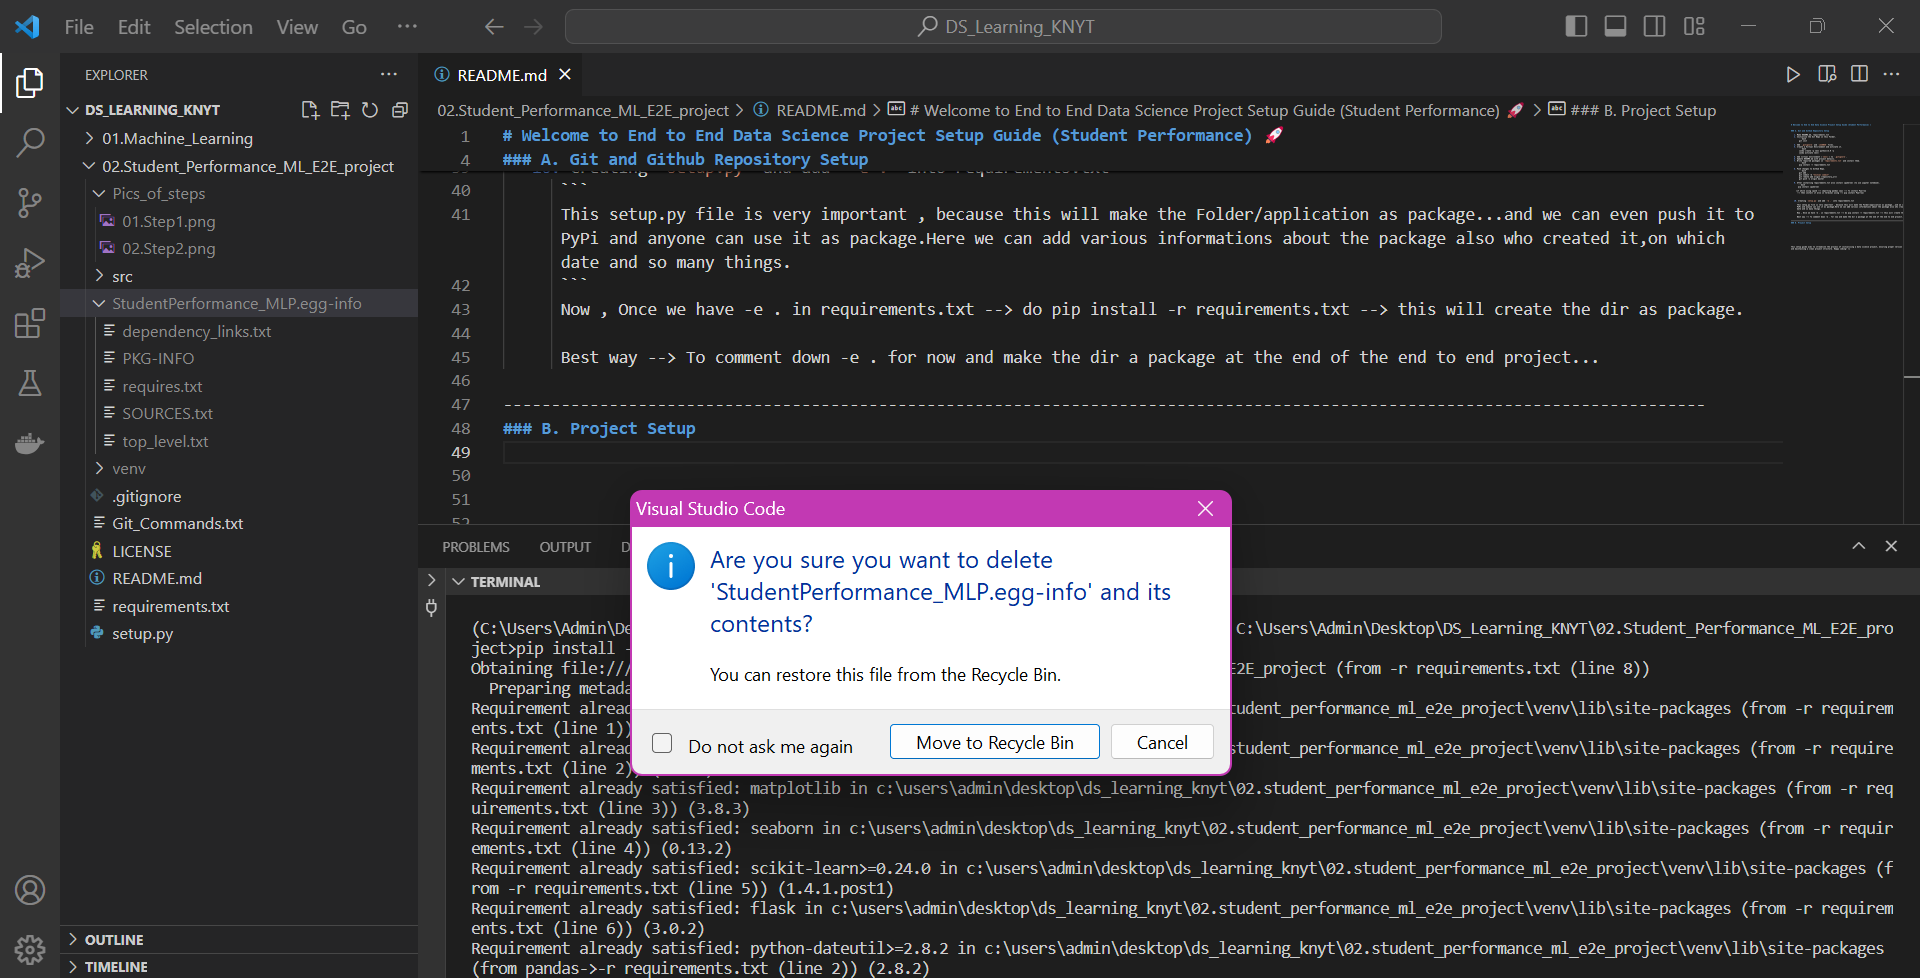 File Edit Selection View Go ··· DS_Learning_KNYT
EXPLORER
DS_LEARNING_KNYT
01.Machine_Learning
02.Student_Performance_ML_E2E_project
Pics_of_steps
01.Step1.png
02.Step2.png
src
StudentPerformance_MLP.egg-info
dependency_links.txt
PKG-INFO
requires.txt
SOURCES.txt
top_level.txt
venv
.gitignore
Git_Commands.txt
LICENSE
README.md
requirements.txt
setup.py
OUTLINE
TIMELINE
README.md
02.Student_Performance_ML_E2E_project > README.md > # Welcome to End to End Data Science Project Setup Guide (Student Performance) 🚀 > ### B. Project Setup
1 # Welcome to End to End Data Science Project Setup Guide (Student Performance) 🚀
4 ### A. Git and Github Repository Setup
40 ```
41 This setup.py file is very important , because this will make the Folder/application as package...and we can even push it to
PyPi and anyone can use it as package.Here we can add various informations about the package also who created it,on which
date and so many things.
42 ```
43 Now , Once we have -e . in requirements.txt --> do pip install -r requirements.txt --> this will create the dir as package.
44
45 Best way --> To comment down -e . for now and make the dir a package at the end of the end to end project...
46
47 -----------------------------------------------------------------------------------------------------------------------------
48 ### B. Project Setup
49
50
51
52
PROBLEMS OUTPUT D
TERMINAL
(C:\Users\Admin\De C:\Users\Admin\Desktop\DS_Learning_KNYT\02.Student_Performance_ML_E2E_pro
ject>pip install -
Obtaining file:/// 2E_project (from -r requirements.txt (line 8))
Preparing metada
Requirement alread tudent_performance_ml_e2e_project\venv\lib\site-packages (from -r requirem
ents.txt (line 1))
Requirement alread student_performance_ml_e2e_project\venv\lib\site-packages (from -r require
ments.txt (line 2)
Requirement already satisfied: matplotlib in c:\users\admin\desktop\ds_learning_knyt\02.student_performance_ml_e2e_project\venv\lib\site-packages (from -r req
uirements.txt (line 3)) (3.8.3)
Requirement already satisfied: seaborn in c:\users\admin\desktop\ds_learning_knyt\02.student_performance_ml_e2e_project\venv\lib\site-packages (from -r requir
ements.txt (line 4)) (0.13.2)
Requirement already satisfied: scikit-learn>=0.24.0 in c:\users\admin\desktop\ds_learning_knyt\02.student_performance_ml_e2e_project\venv\lib\site-packages (f
rom -r requirements.txt (line 5)) (1.4.1.post1)
Requirement already satisfied: flask in c:\users\admin\desktop\ds_learning_knyt\02.student_performance_ml_e2e_project\venv\lib\site-packages (from -r requirem
ents.txt (line 6)) (3.0.2)
Requirement already satisfied: python-dateutil>=2.8.2 in c:\users\admin\desktop\ds_learning_knyt\02.student_performance_ml_e2e_project\venv\lib\site-packages
(from pandas->-r requirements.txt (line 2)) (2.8.2)
Visual Studio Code
Are you sure you want to delete
'StudentPerformance_MLP.egg-info' and its
contents?
You can restore this file from the Recycle Bin.
Do not ask me again
Move to Recycle Bin
Cancel